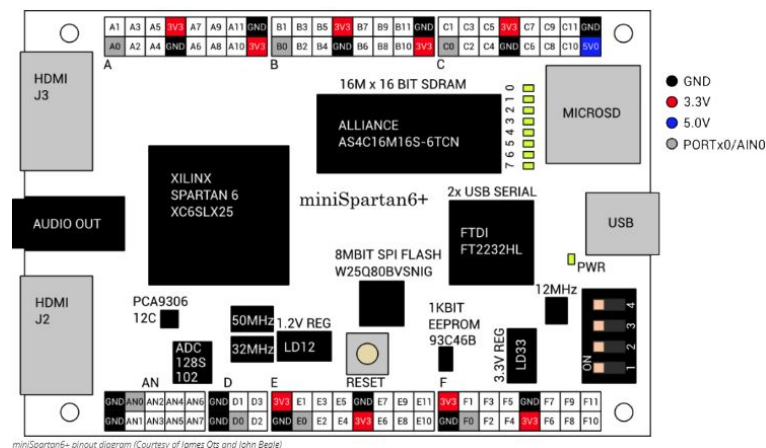 A1 A3 A5 3V3 A7 A9 A11 GND
A0 A2 A4 GND A6 A8 A10 3V3
A
B1 B3 B5 3V3 B7 B9 B11 GND
B0 B2 B4 GND B6 B8 B10 3V3
B
C1 C3 C5 3V3 C7 C9 C11 GND
C0 C2 C4 GND C6 C8 C10 5V0
C
HDMI
J3
16M x 16 BIT SDRAM
ALLIANCE
AS4C16M16S-6TCN
7 6 5 4 3 2 1 0
MICROSD
GND
3.3V
5.0V
PORTx0/AIN0
XILINX
SPARTAN 6
XC6SLX25
miniSpartan6+
2x USB SERIAL
FTDI
FT2232HL
AUDIO OUT
USB
PWR
8MBIT SPI FLASH
W25Q80BVSNIG
HDMI
J2
PCA9306
12C
50MHz
32MHz
1.2V REG
LD12
ADC
128S
102
RESET
1KBIT
EEPROM
93C46B
3.3V REG
LD33
12MHz
4
3
2
1
ON
AN
GND AN0 AN2 AN4 AN6
GND AN1 AN3 AN5 AN7
D
GND D1 D3
GND D0 D2
E
3V3 E1 E3 E5 GND E7 E9 E11
GND E0 E2 E4 3V3 E6 E8 E10
F
3V3 F1 F3 F5 GND F7 F9 F11
GND F0 F2 F4 3V3 F6 F8 F10
miniSpartan6+ pinout diagram (Courtesy of James Ots and John Beale)